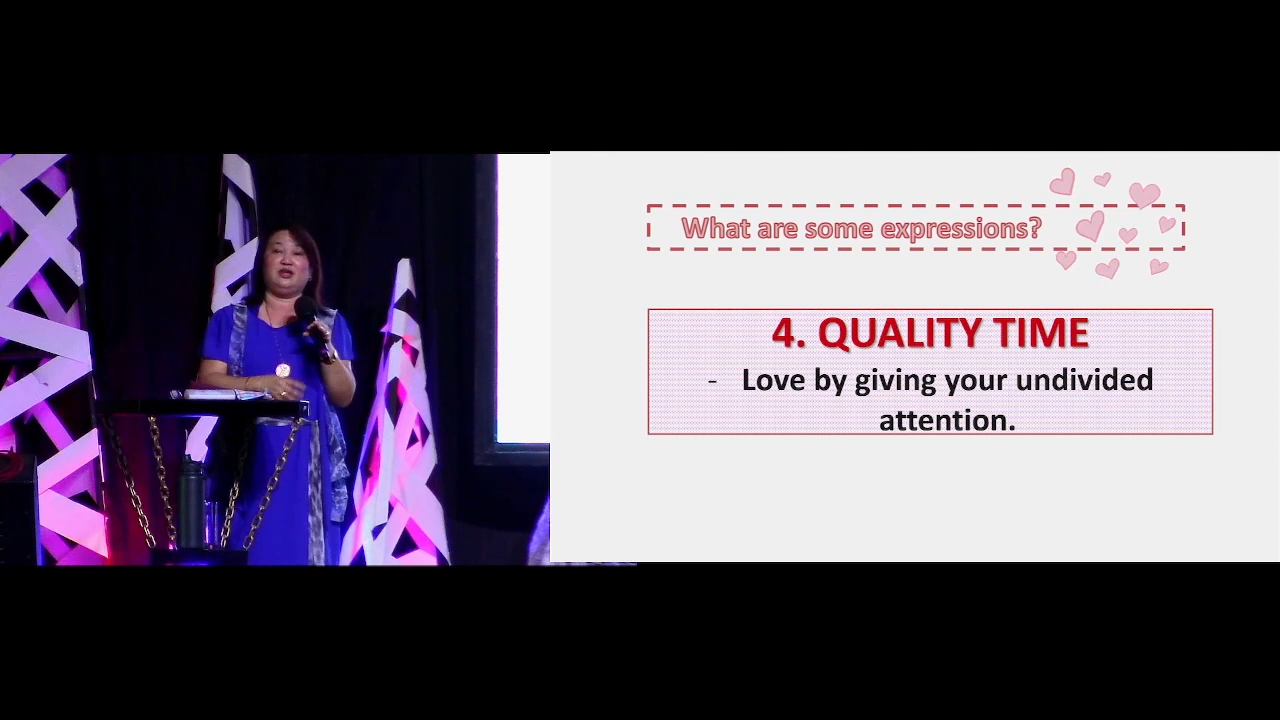 What are some expressions?
4. QUALITY TIME
- Love by giving your undivided
attention.